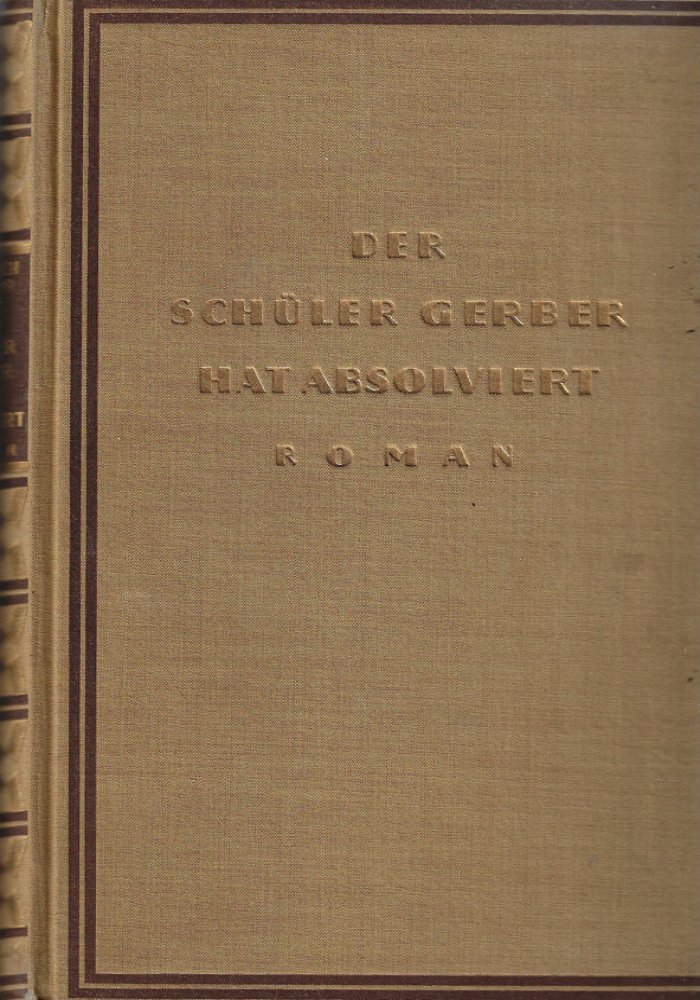 DER
SCHÜLER GERBER
HAT ABSOLVIERT
ROMAN